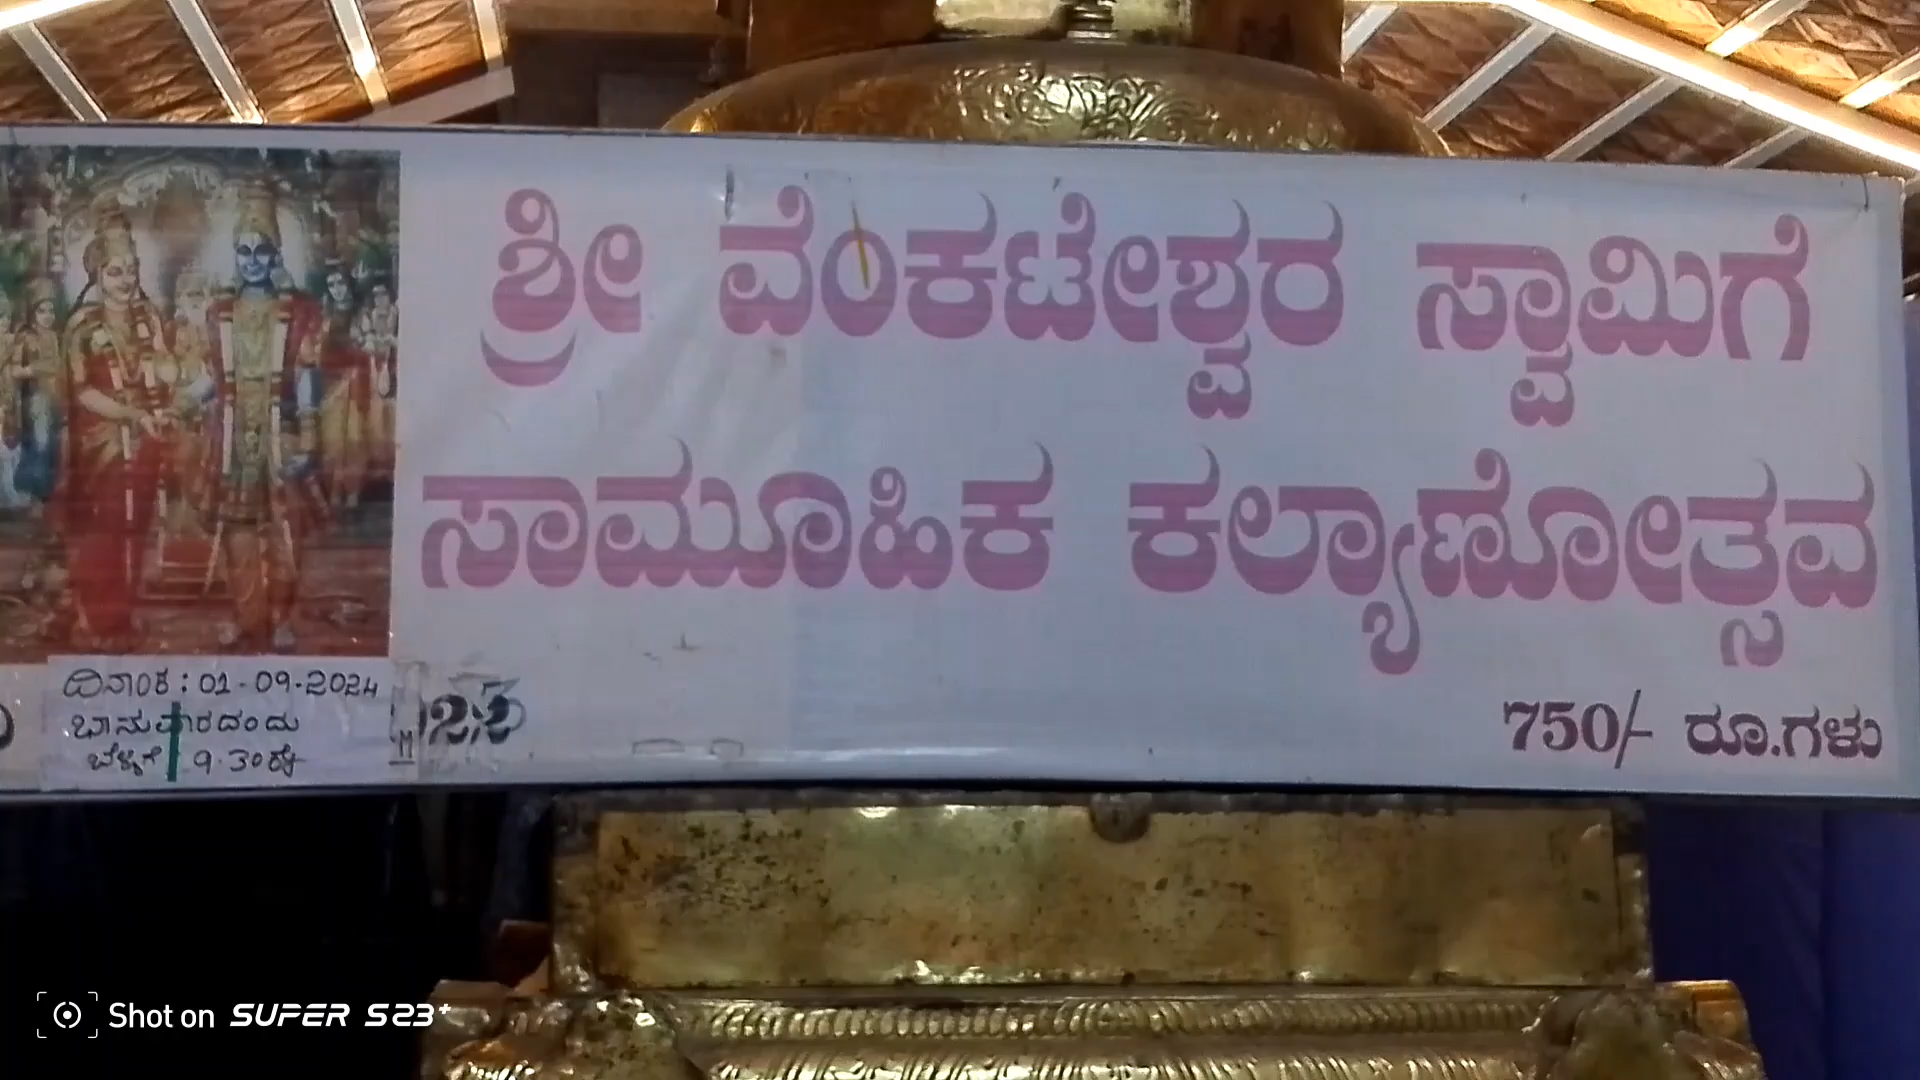 ಶ್ರೀ ವೆಂಕಟೇಶ್ವರ ಸ್ವಾಮಿಗೆ
ಸಾಮೂಹಿಕ ಕಲ್ಯಾಣೋತ್ಸವ
ದಿನಾಂಕ : 01-09-2024
ಭಾನುವಾರದಂದು
ಬೆಳ್ಳಗೆ 9.30ಕ್ಕೆ
750/- ರೂ.ಗಳು
Shot on SUPER S23+